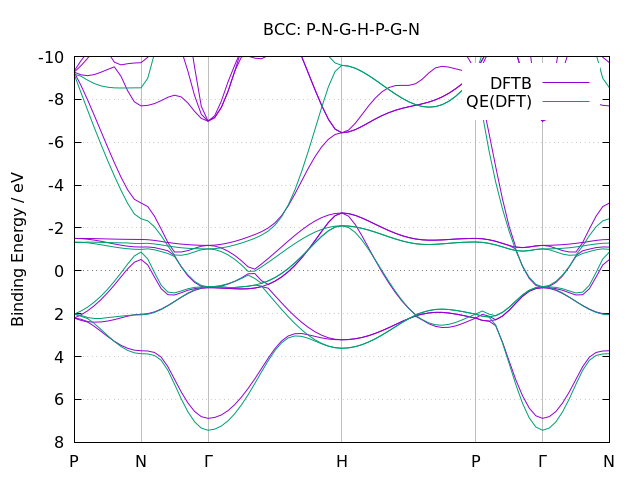 BCC: P-N-G-H-P-G-N
Binding Energy / eV
-10
-8
-6
-4
-2
0
2
4
6
8
DFTB
QE(DFT)
P N Γ H P Γ N